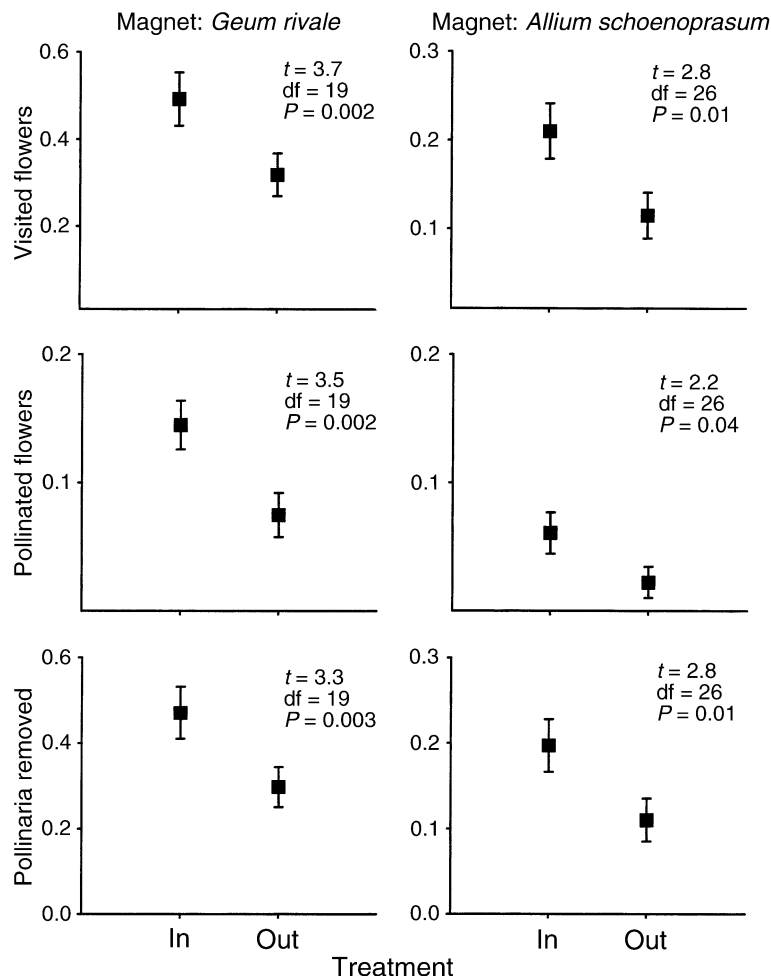 Magnet: Geum rivale
Magnet: Allium schoenoprasum
Visited flowers
0.6
0.4
0.2
t = 3.7
df = 19
P = 0.002
0.3
0.2
0.1
t = 2.8
df = 26
P = 0.01
Pollinated flowers
0.2
0.1
t = 3.5
df = 19
P = 0.002
0.2
0.1
t = 2.2
df = 26
P = 0.04
Pollinaria removed
0.6
0.4
0.2
0.0
t = 3.3
df = 19
P = 0.003
0.3
0.2
0.1
0.0
t = 2.8
df = 26
P = 0.01
In
Out
In
Out
Treatment